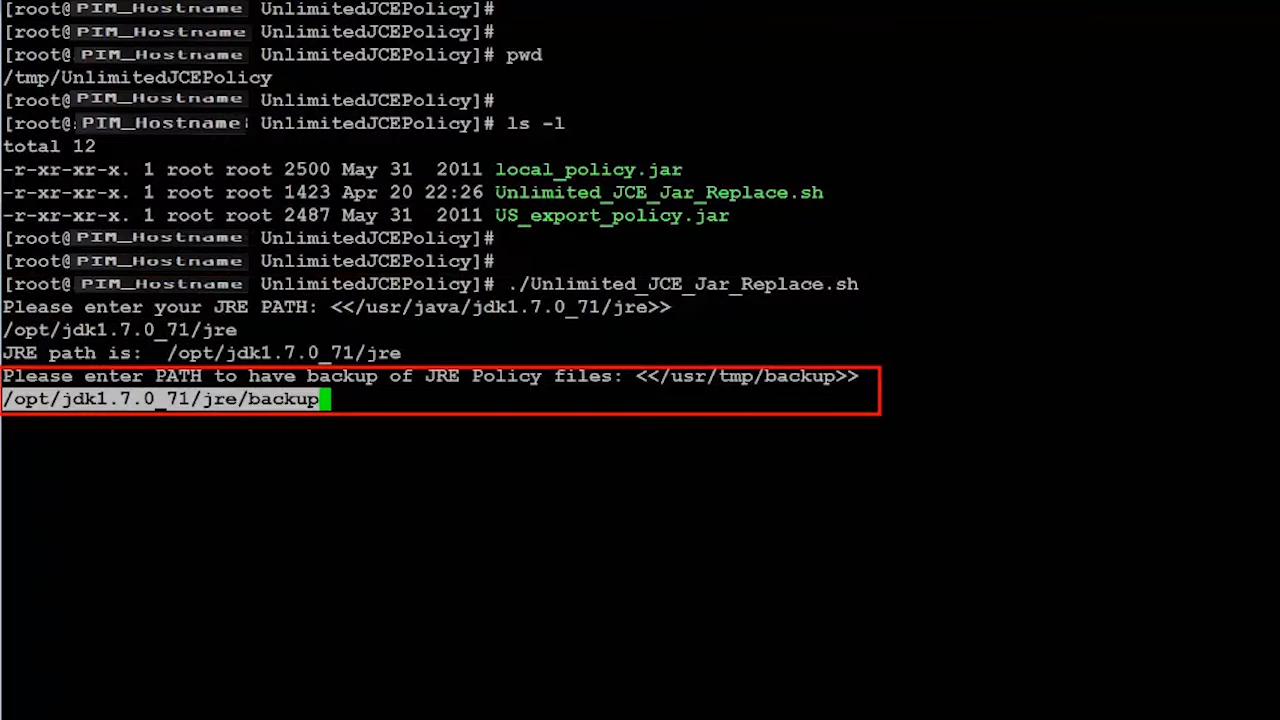 [root@ PIM_Hostname UnlimitedJCEPolicy]#
[root@ PIM_Hostname UnlimitedJCEPolicy]#
[root@ PIM_Hostname UnlimitedJCEPolicy]# pwd
/tmp/UnlimitedJCEPolicy
[root@ PIM_Hostname UnlimitedJCEPolicy]#
[root@ PIM_Hostname UnlimitedJCEPolicy]# ls -l
total 12
-r-xr-xr-x. 1 root root 2500 May 31  2011 local_policy.jar
-r-xr-xr-x. 1 root root 1423 Apr 20 22:26 Unlimited_JCE_Jar_Replace.sh
-r-xr-xr-x. 1 root root 2487 May 31  2011 US_export_policy.jar
[root@ PIM_Hostname UnlimitedJCEPolicy]#
[root@ PIM_Hostname UnlimitedJCEPolicy]#
[root@ PIM_Hostname UnlimitedJCEPolicy]# ./Unlimited_JCE_Jar_Replace.sh
Please enter your JRE PATH: <</usr/java/jdk1.7.0_71/jre>>
/opt/jdk1.7.0_71/jre
JRE path is:  /opt/jdk1.7.0_71/jre
Please enter PATH to have backup of JRE Policy files: <</usr/tmp/backup>>
/opt/jdk1.7.0_71/jre/backup